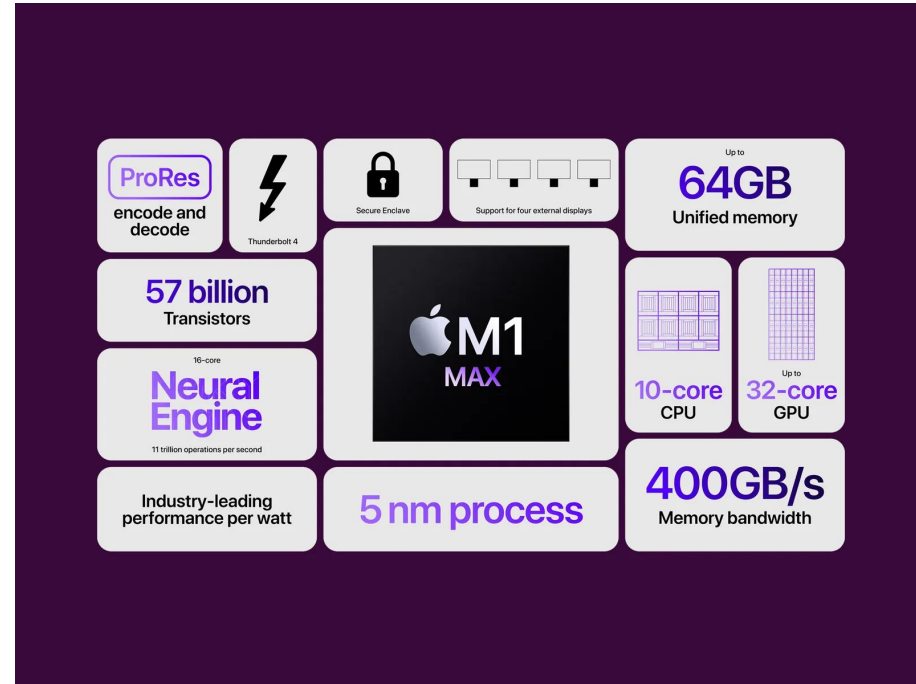 ProRes
encode and
decode
Thunderbolt 4
Secure Enclave
Support for four external displays
Up to
64GB
Unified memory
57 billion
Transistors
M1
MAX
10-core
CPU
Up to
32-core
GPU
16-core
Neural
Engine
11 trillion operations per second
Industry-leading
performance per watt
5 nm process
400GB/s
Memory bandwidth